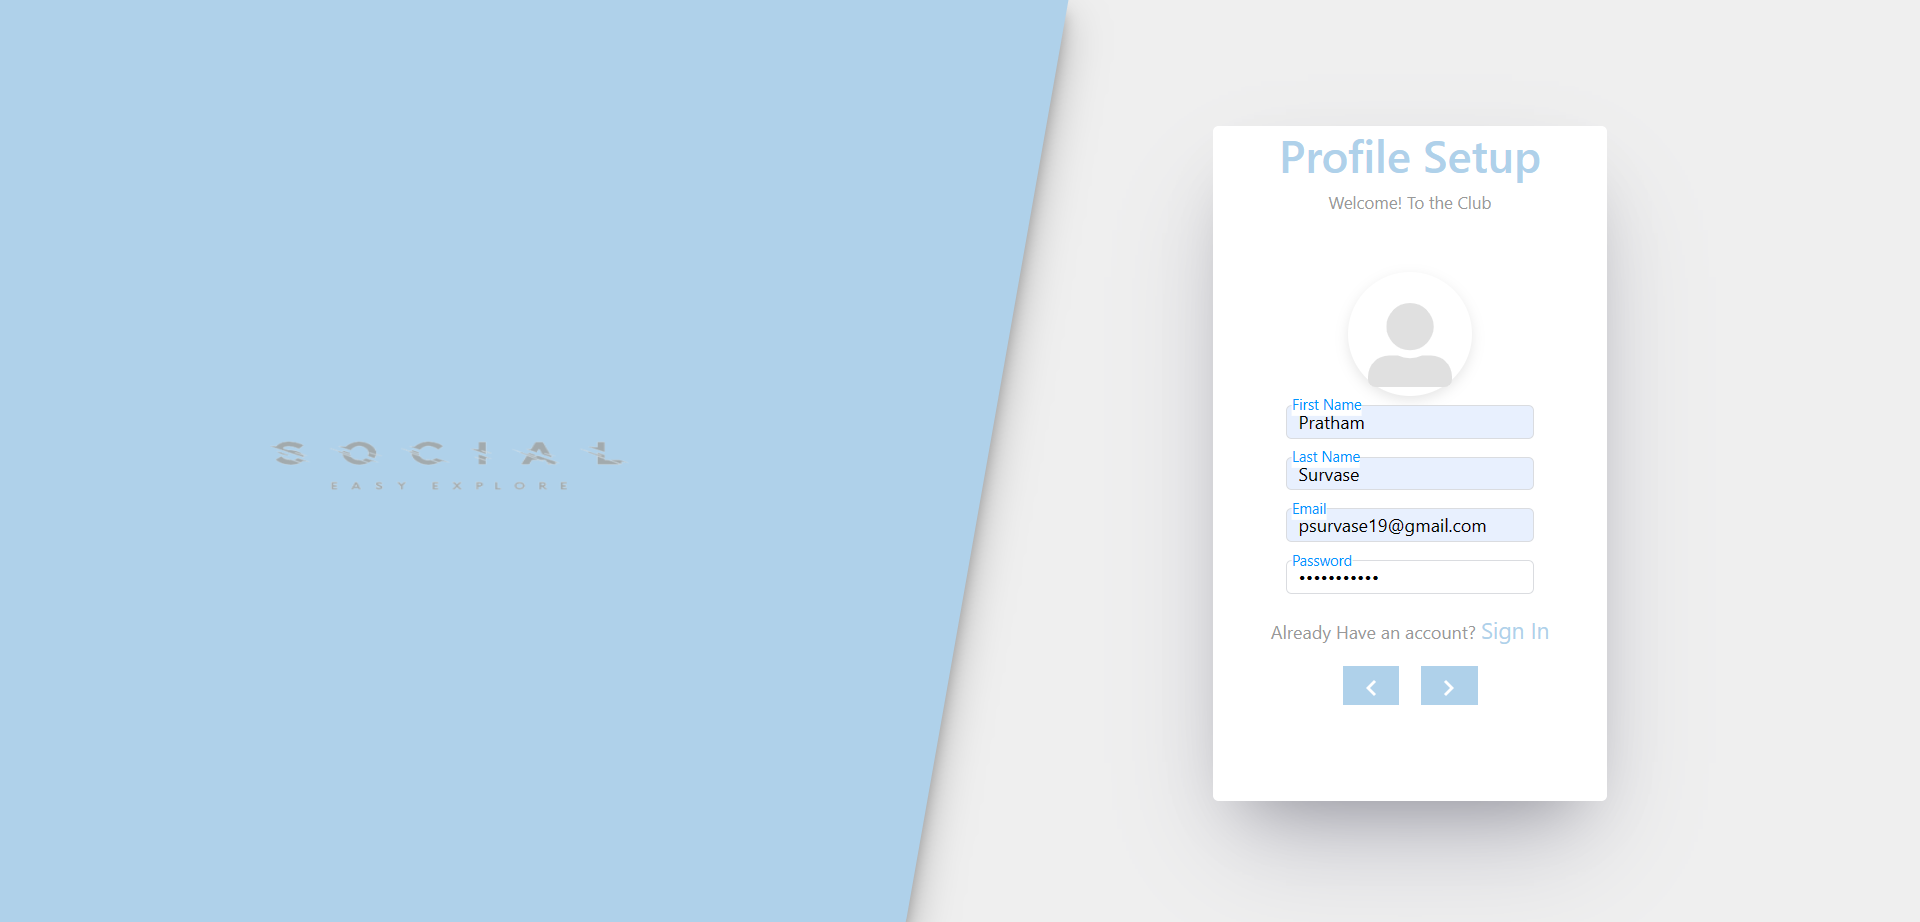 SOCIAL
EASY EXPLORE
Profile Setup
Welcome! To the Club
First Name
Pratham
Last Name
Survase
Email
psurvase19@gmail.com
Password
•••••••••••
Already Have an account? Sign In